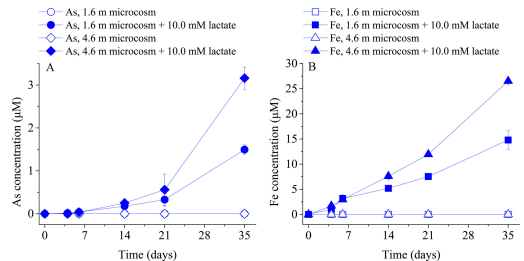 As, 1.6 m microcosm
As, 1.6 m microcosm + 10.0 mM lactate
As, 4.6 m microcosm
As, 4.6 m microcosm + 10.0 mM lactate
A
3
2
1
0
As concentration (μM)
0 7 14 21 28 35
Time (days)
Fe, 1.6 m microcosm
Fe, 1.6 m microcosm + 10.0 mM lactate
Fe, 4.6 m microcosm
Fe, 4.6 m microcosm + 10.0 mM lactate
B
30
25
20
15
10
5
0
Fe concentration (μM)
0 7 14 21 28 35
Time (days)